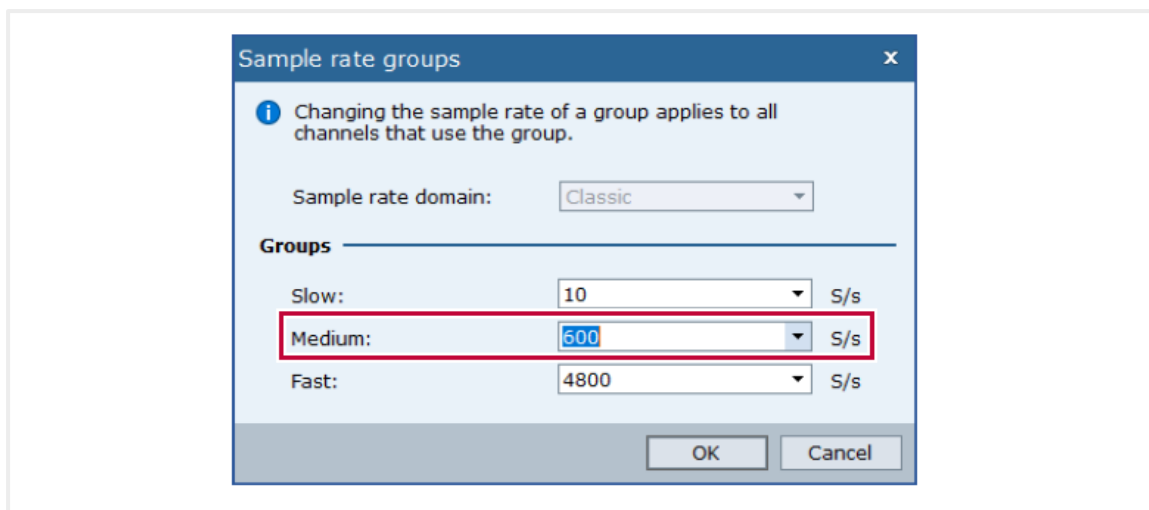 Sample rate groups x
i Changing the sample rate of a group applies to all
channels that use the group.
Sample rate domain: Classic
Groups
Slow: 10 S/s
Medium: 600 S/s
Fast: 4800 S/s
OK Cancel